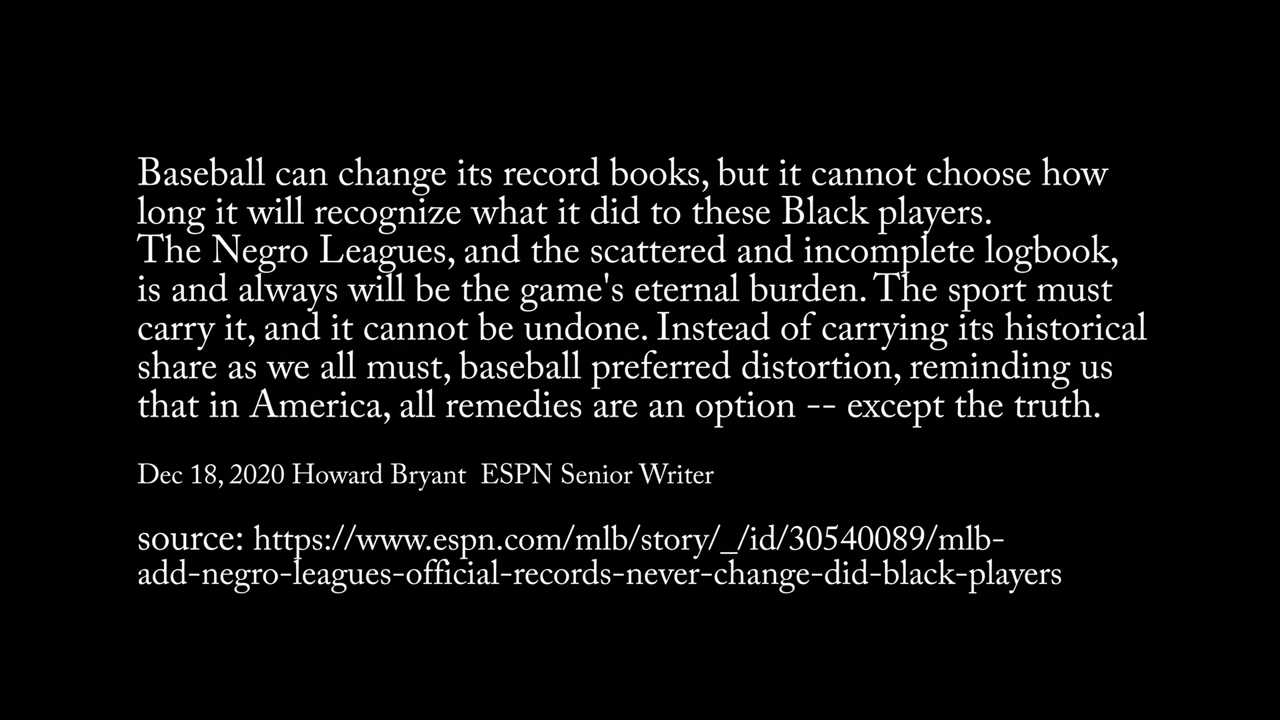 Baseball can change its record books, but it cannot choose how
long it will recognize what it did to these Black players.
The Negro Leagues, and the scattered and incomplete logbook,
is and always will be the game's eternal burden. The sport must
carry it, and it cannot be undone. Instead of carrying its historical
share as we all must, baseball preferred distortion, reminding us
that in America, all remedies are an option -- except the truth.
Dec 18, 2020 Howard Bryant ESPN Senior Writer
source: https://www.espn.com/mlb/story/_/id/30540089/mlb-
add-negro-leagues-official-records-never-change-did-black-players